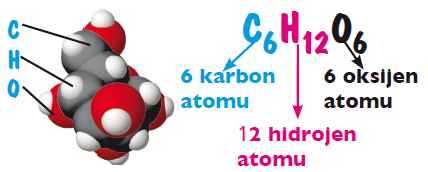 C
H
O
C6H12O6
6 karbon
atomu
6 oksijen
atomu
12 hidrojen
atomu